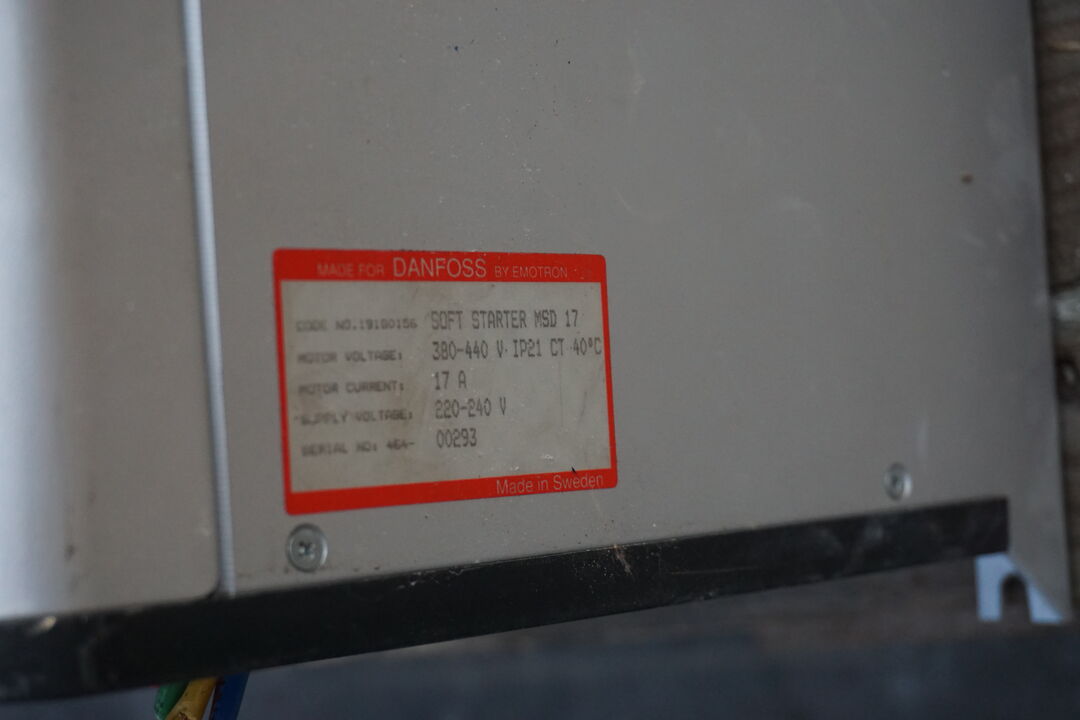 MADE FOR DANFOSS BY EMOTRON
CODE NO.19180156 SOFT STARTER MSD 17
MOTOR VOLTAGE: 380-440 V IP21 CT 40°C
MOTOR CURRENT: 17 A
SUPPLY VOLTAGE: 220-240 V
SERIAL NO: 464- 00293
Made in Sweden